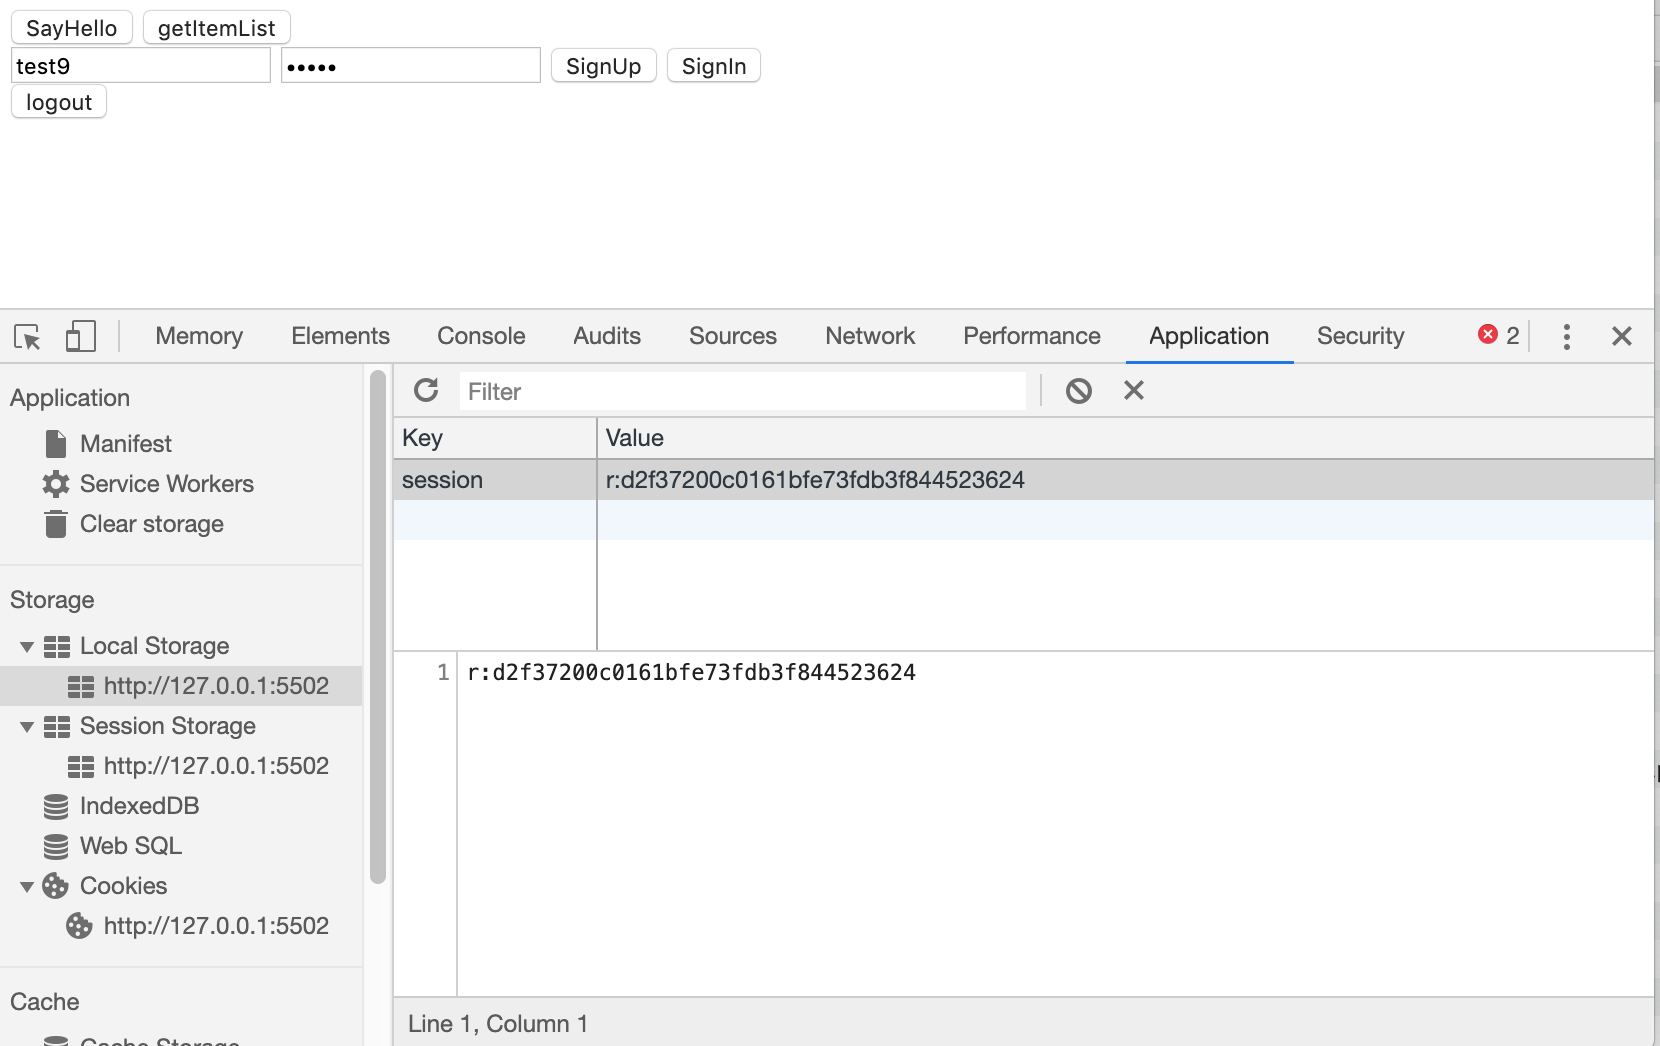 SayHello getItemList
test9 ••••• SignUp SignIn
logout
Memory Elements Console Audits Sources Network Performance Application Security 2
Application
Manifest
Service Workers
Clear storage
Storage
Local Storage
http://127.0.0.1:5502
Session Storage
http://127.0.0.1:5502
IndexedDB
Web SQL
Cookies
http://127.0.0.1:5502
Cache
Cache Storage
Filter
Key Value
session r:d2f37200c0161bfe73fdb3f844523624
1 r:d2f37200c0161bfe73fdb3f844523624
Line 1, Column 1